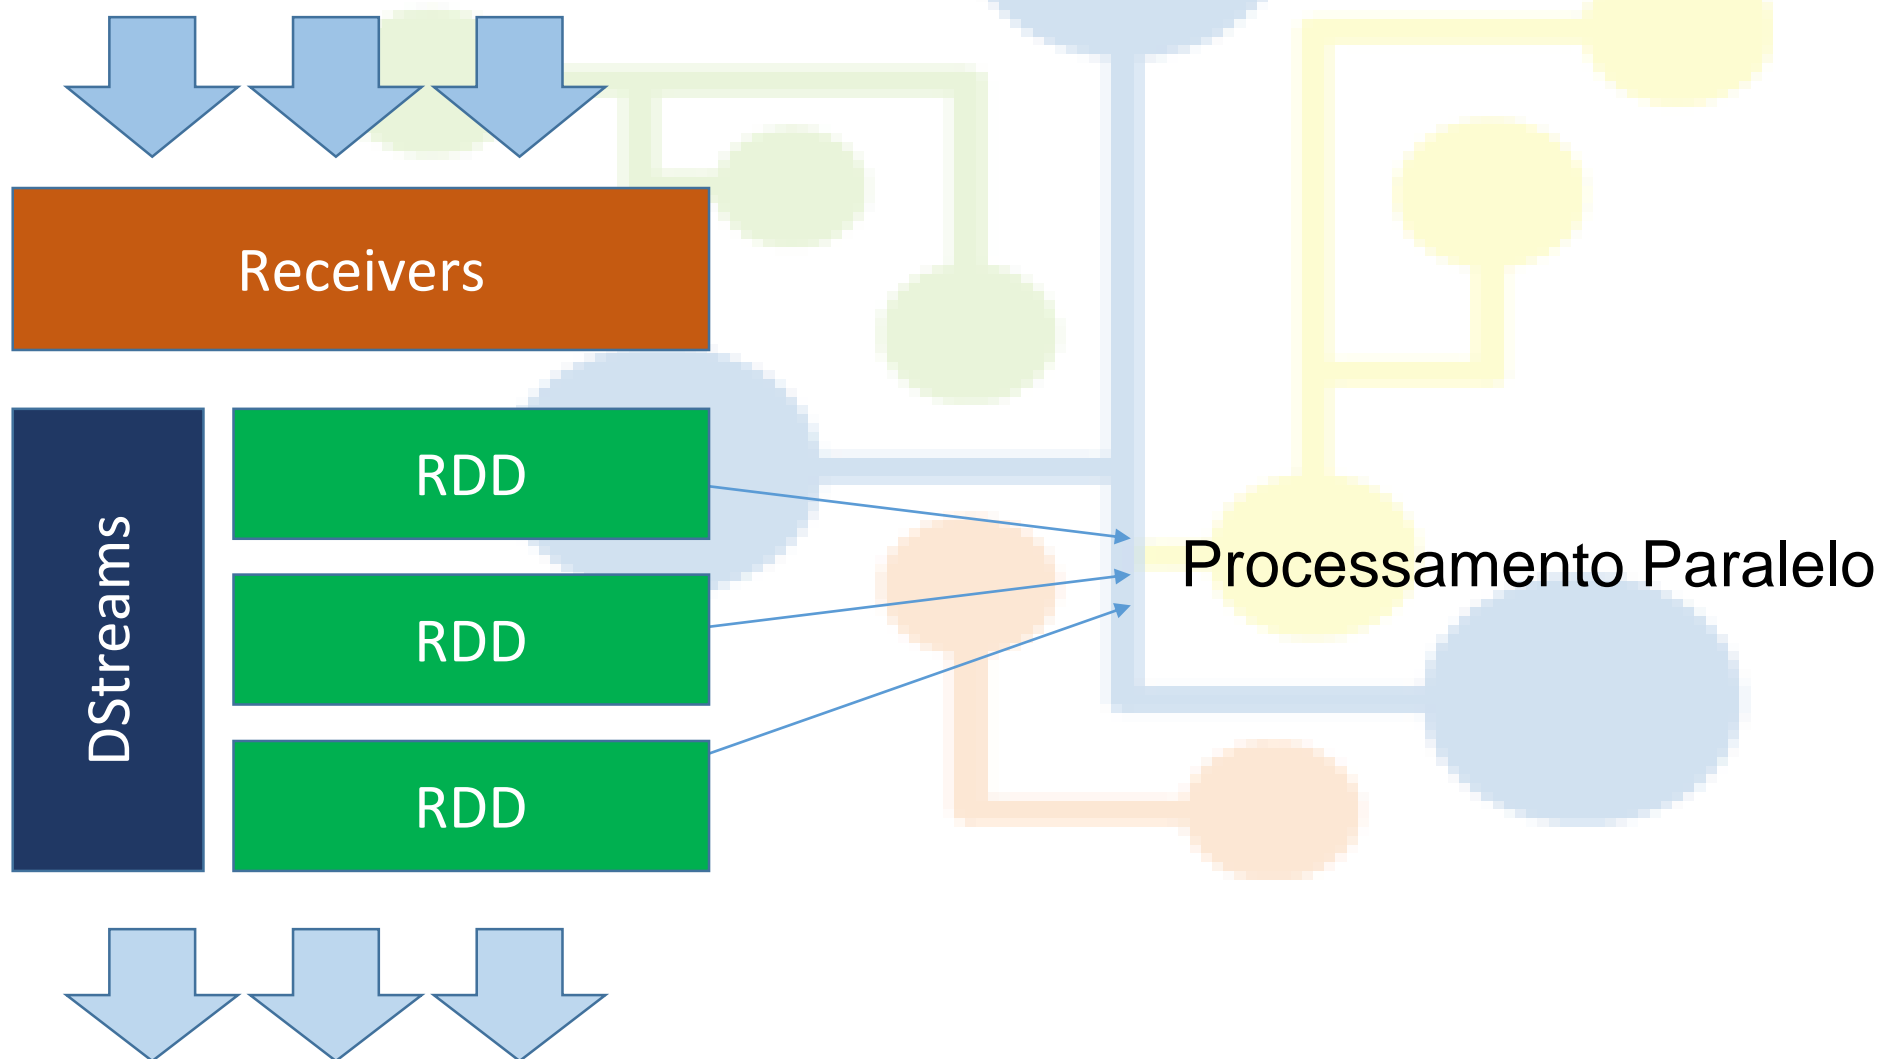 Receivers
DStreams
RDD
RDD
RDD
Processamento Paralelo